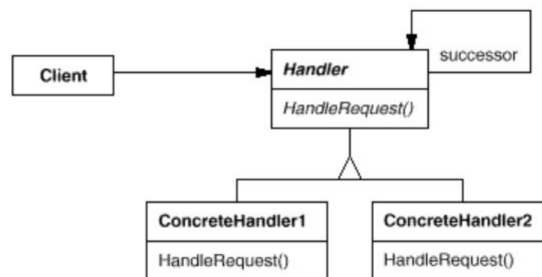 Client
Handler
successor
HandleRequest()
ConcreteHandler1
HandleRequest()
ConcreteHandler2
HandleRequest()